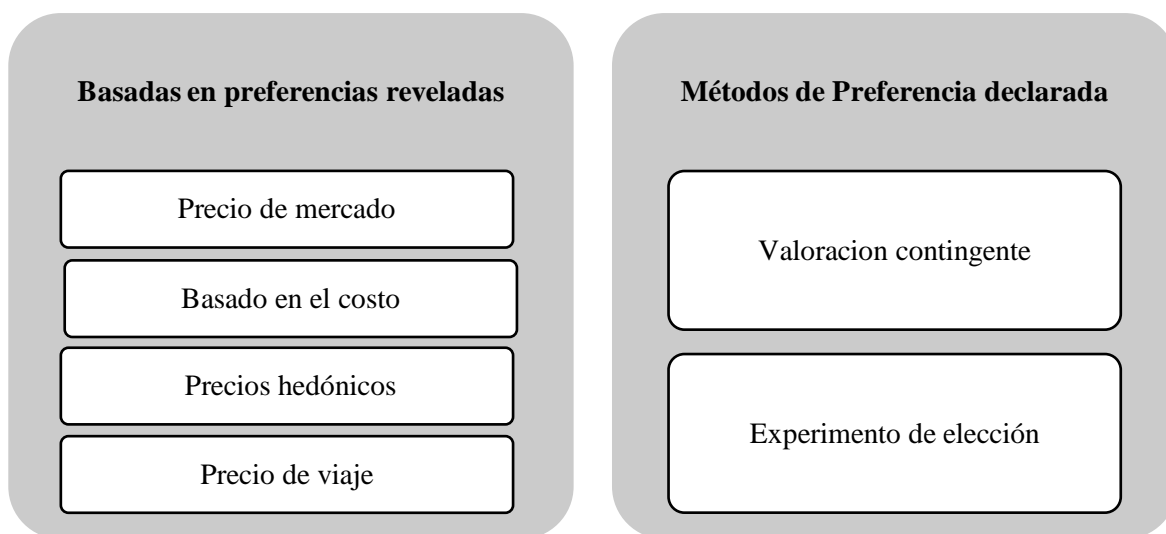 Basadas en preferencias reveladas
Precio de mercado
Basado en el costo
Precios hedónicos
Precio de viaje
Métodos de Preferencia declarada
Valoracion contingente
Experimento de elección